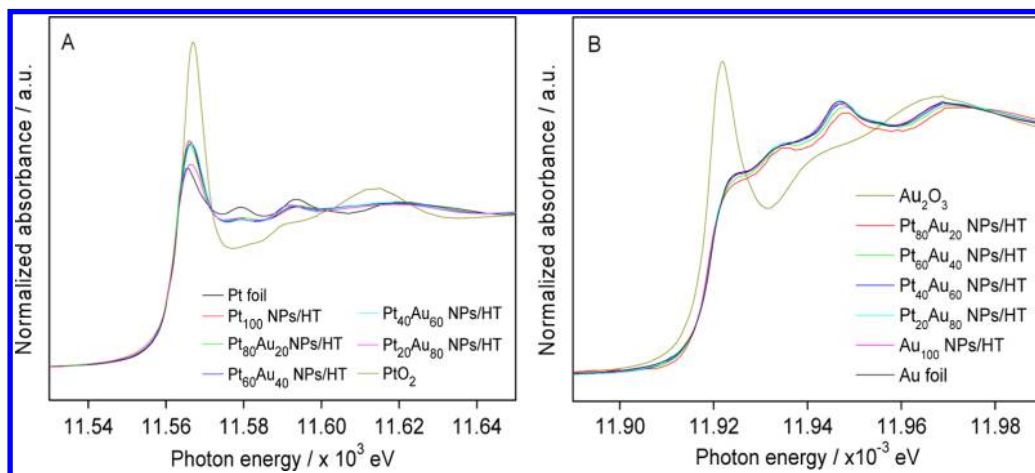 A
Normalized absorbance / a.u.
Pt foil
Pt₁₀₀ NPs/HT
Pt₈₀Au₂₀NPs/HT
Pt₆₀Au₄₀ NPs/HT
Pt₄₀Au₆₀ NPs/HT
Pt₂₀Au₈₀ NPs/HT
PtO₂
11.54 11.56 11.58 11.60 11.62 11.64
Photon energy / x 10³ eV
B
Normalized absorbance / a.u.
Au₂O₃
Pt₈₀Au₂₀ NPs/HT
Pt₆₀Au₄₀ NPs/HT
Pt₄₀Au₆₀ NPs/HT
Pt₂₀Au₈₀ NPs/HT
Au₁₀₀ NPs/HT
Au foil
11.90 11.92 11.94 11.96 11.98
Photon energy / x 10⁻³ eV